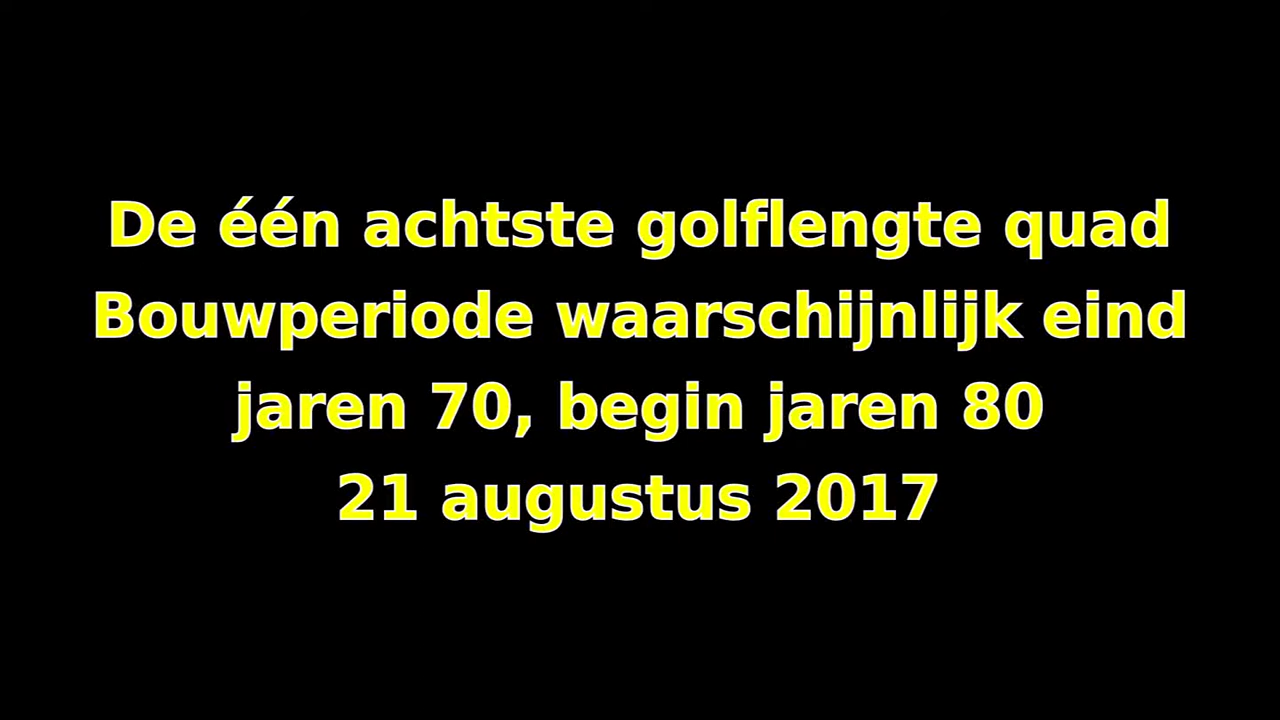 De één achtste golflengte quad
Bouwperiode waarschijnlijk eind
jaren 70, begin jaren 80
21 augustus 2017